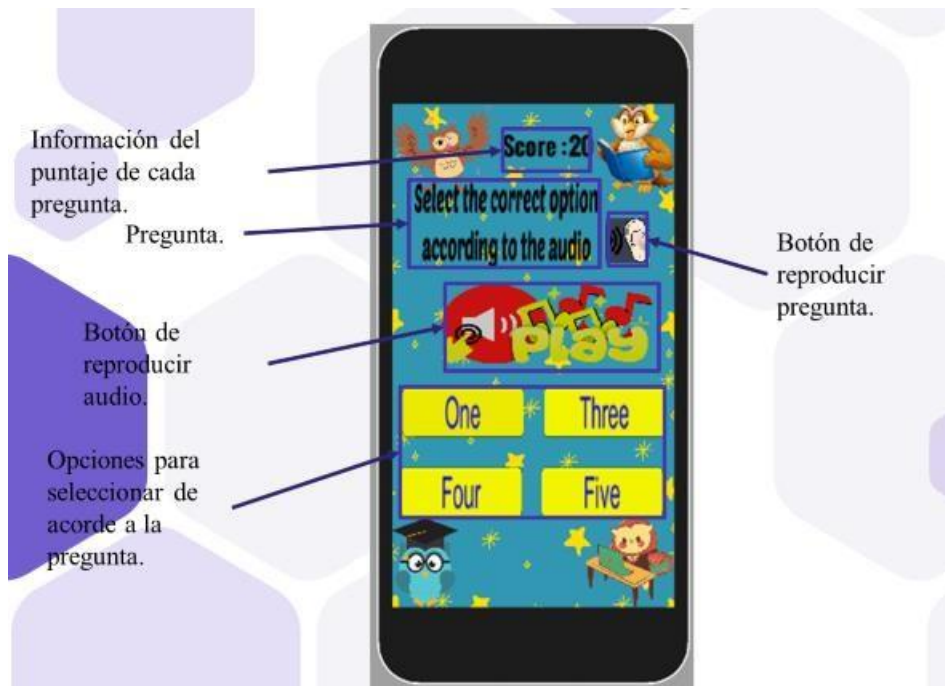 Información del
puntaje de cada
pregunta.
Pregunta.
Botón de
reproducir
audio.
Opciones para
seleccionar de
acorde a la
pregunta.
Score :20
Select the correct option
according to the audio
play
One
Three
Four
Five
Botón de
reproducir
pregunta.